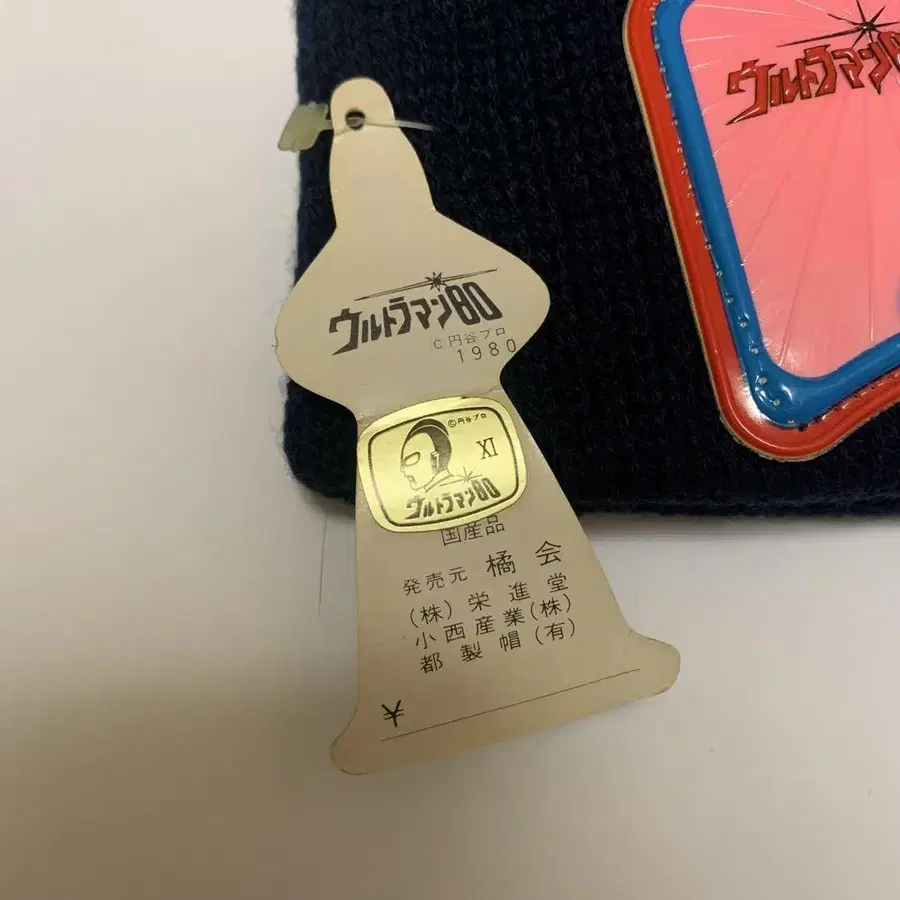 ウルトラマン80
©円谷プロ
1980
©円谷プロ
XI
ウルトラマン80
国産品
発売元 橘会
(株)栄進堂
小西産業(株)
都製帽(有)
¥
ウルトラマン